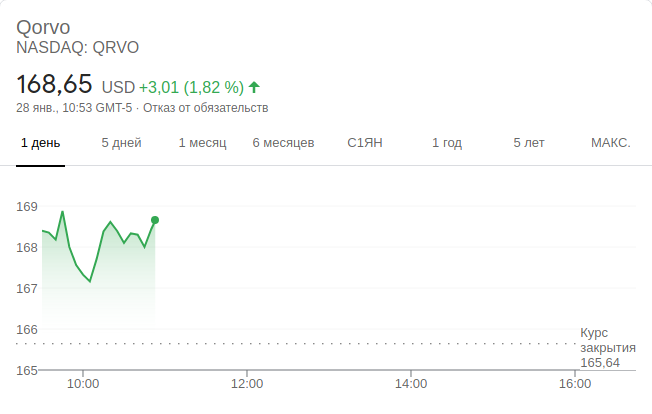 Qorvo
NASDAQ: QRVO
168,65 USD +3,01 (1,82 %)
28 янв., 10:53 GMT-5 · Отказ от обязательств
1 день 5 дней 1 месяц 6 месяцев С1ЯН 1 год 5 лет МАКС.
169
168
167
166
Курс
закрытия
165,64
165
10:00 12:00 14:00 16:00